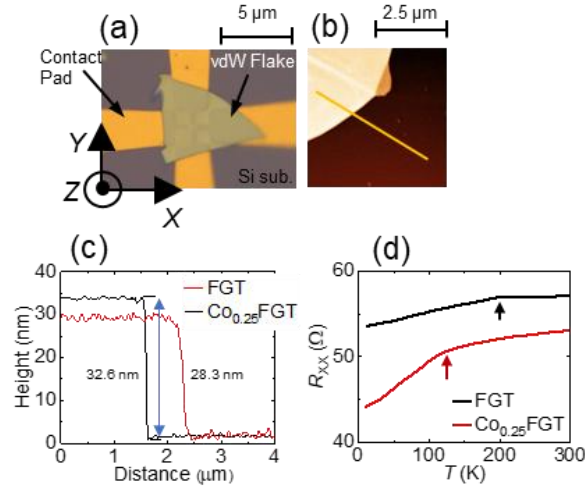 5 µm
2.5 µm
(a)
(b)
Contact
Pad
vdW Flake
Y
Z
X
Si sub.
(c)
(d)
40
30
20
10
0
Height (nm)
FGT
Co0.25FGT
32.6 nm
28.3 nm
0 1 2 3 4
Distance (µm)
60
50
40
RXX (Ω)
FGT
Co0.25FGT
0 100 200 300
T (K)